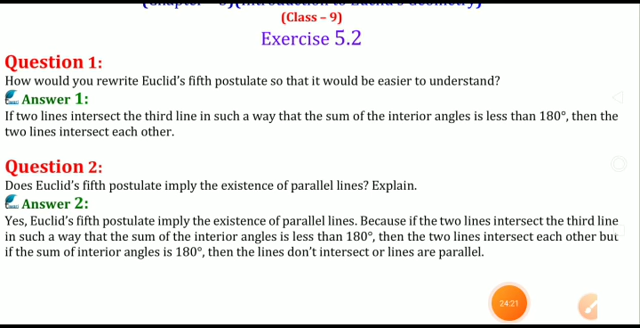 (Class – 9)
Exercise 5.2
Question 1:
How would you rewrite Euclid's fifth postulate so that it would be easier to understand?
Answer 1:
If two lines intersect the third line in such a way that the sum of the interior angles is less than 180°, then the
two lines intersect each other.
Question 2:
Does Euclid's fifth postulate imply the existence of parallel lines? Explain.
Answer 2:
Yes, Euclid's fifth postulate imply the existence of parallel lines. Because if the two lines intersect the third line
in such a way that the sum of the interior angles is less than 180°, then the two lines intersect each other but
if the sum of interior angles is 180°, then the lines don't intersect or lines are parallel.
24:21